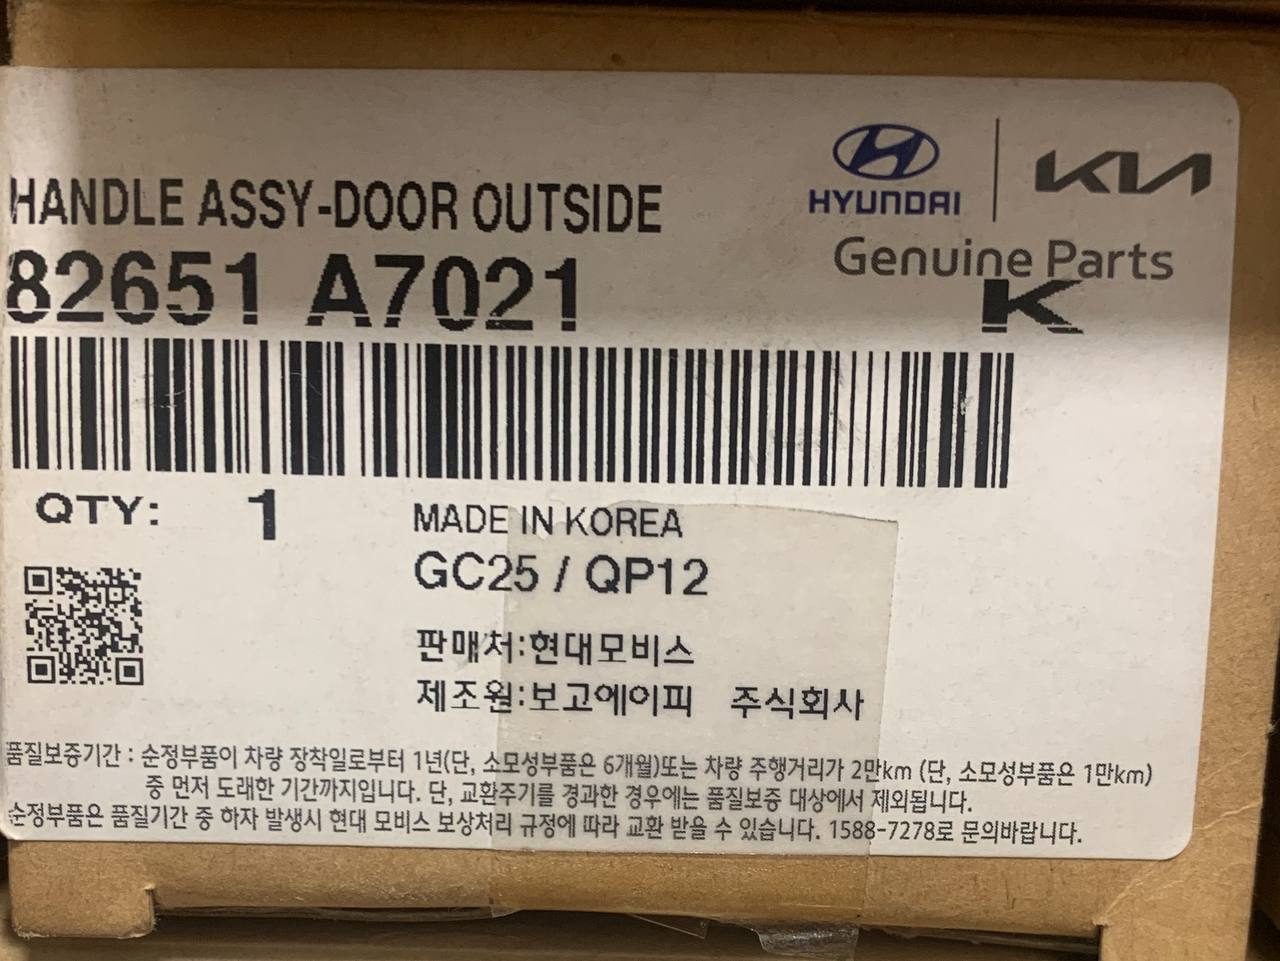 HYUNDAI
KIA
Genuine Parts
HANDLE ASSY-DOOR OUTSIDE
82651 A7021
K
QTY: 1
MADE IN KOREA
GC25 / QP12
판매처:현대모비스
제조원:보고에이피 주식회사
품질보증기간 : 순정부품이 차량 장착일로부터 1년(단, 소모성부품은 6개월)또는 차량 주행거리가 2만km (단, 소모성부품은 1만km)
중 먼저 도래한 기간까지입니다. 단, 교환주기를 경과한 경우에는 품질보증 대상에서 제외됩니다.
순정부품은 품질기간 중 하자 발생시 현대 모비스 보상처리 규정에 따라 교환 받을 수 있습니다. 1588-7278로 문의바랍니다.